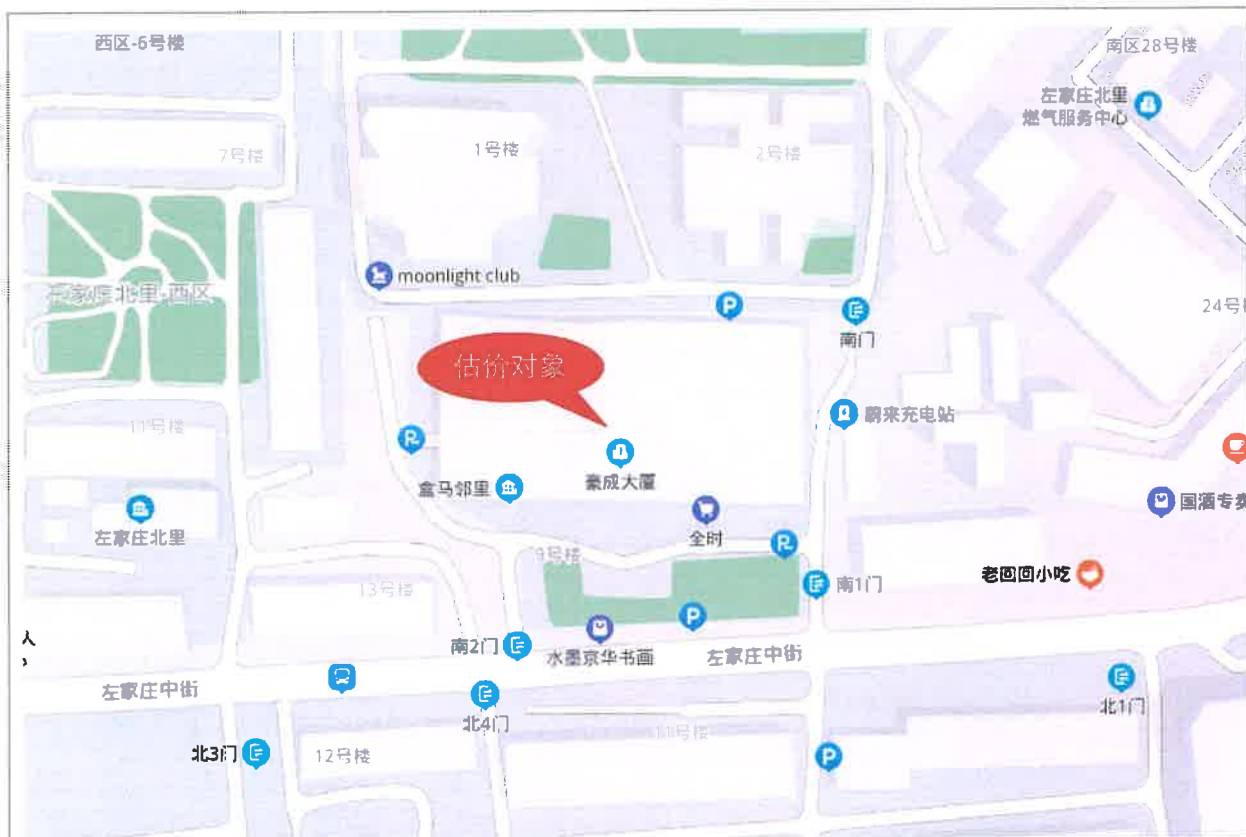 西区-6号楼
南区28号楼
左家庄北里
燃气服务中心
7号楼
1号楼
2号楼
moonlight club
左家庄北里-西区
24号
南门
估价对象
蔚来充电站
豪成大厦
盒马邻里
国酒专卖
全时
左家庄北里
9号楼
老回回小吃
13号楼
南1门
人
南2门
水墨京华书画
左家庄中街
左家庄中街
北4门
北1门
北3门
12号楼
11号楼
P
P
P